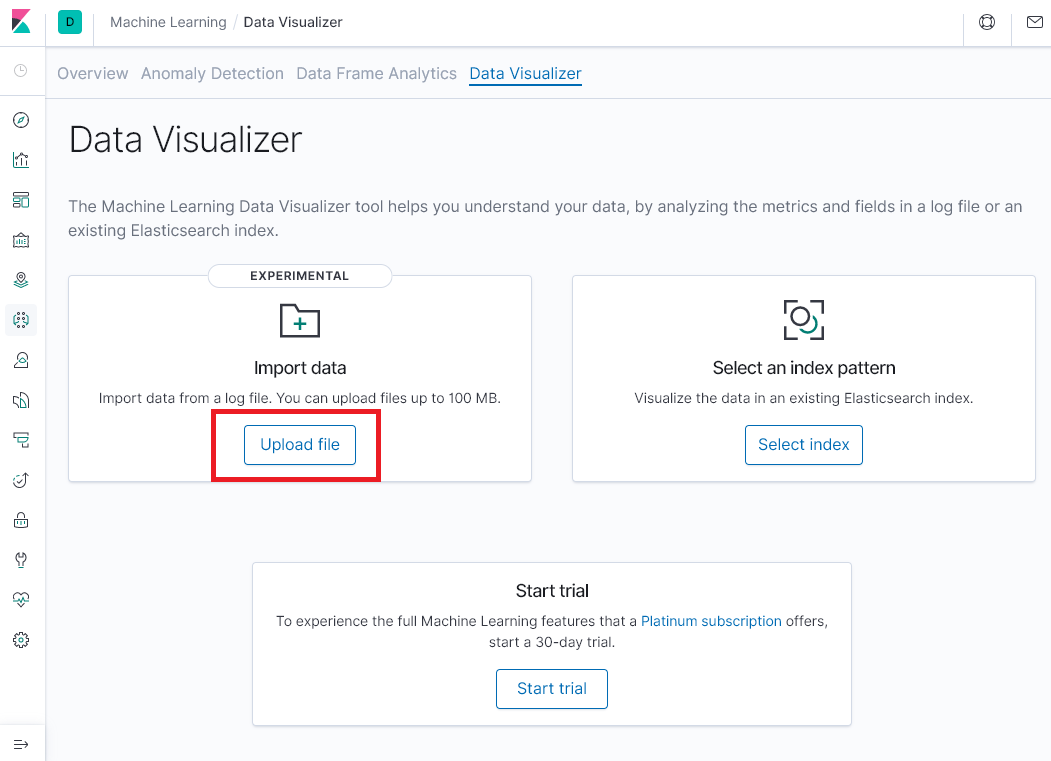 D Machine Learning / Data Visualizer
Overview Anomaly Detection Data Frame Analytics Data Visualizer
Data Visualizer
The Machine Learning Data Visualizer tool helps you understand your data, by analyzing the metrics and fields in a log file or an
existing Elasticsearch index.
EXPERIMENTAL
Import data
Import data from a log file. You can upload files up to 100 MB.
Upload file
Select an index pattern
Visualize the data in an existing Elasticsearch index.
Select index
Start trial
To experience the full Machine Learning features that a Platinum subscription offers,
start a 30-day trial.
Start trial